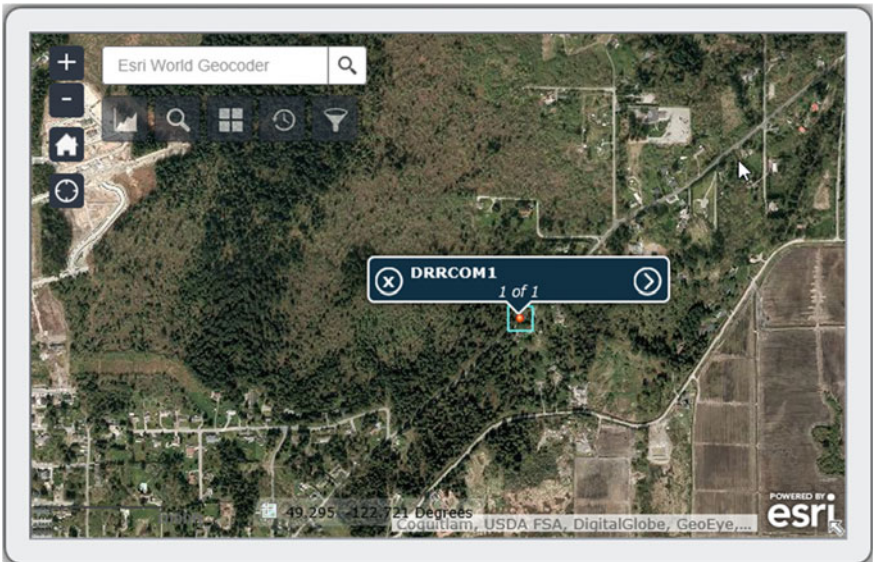 +
Esri World Geocoder
-
DRRCOM1
x
1 of 1
49.295 -122.721 Degrees
Coquitlam, USDA FSA, DigitalGlobe, GeoEye,...
POWERED BY
esri